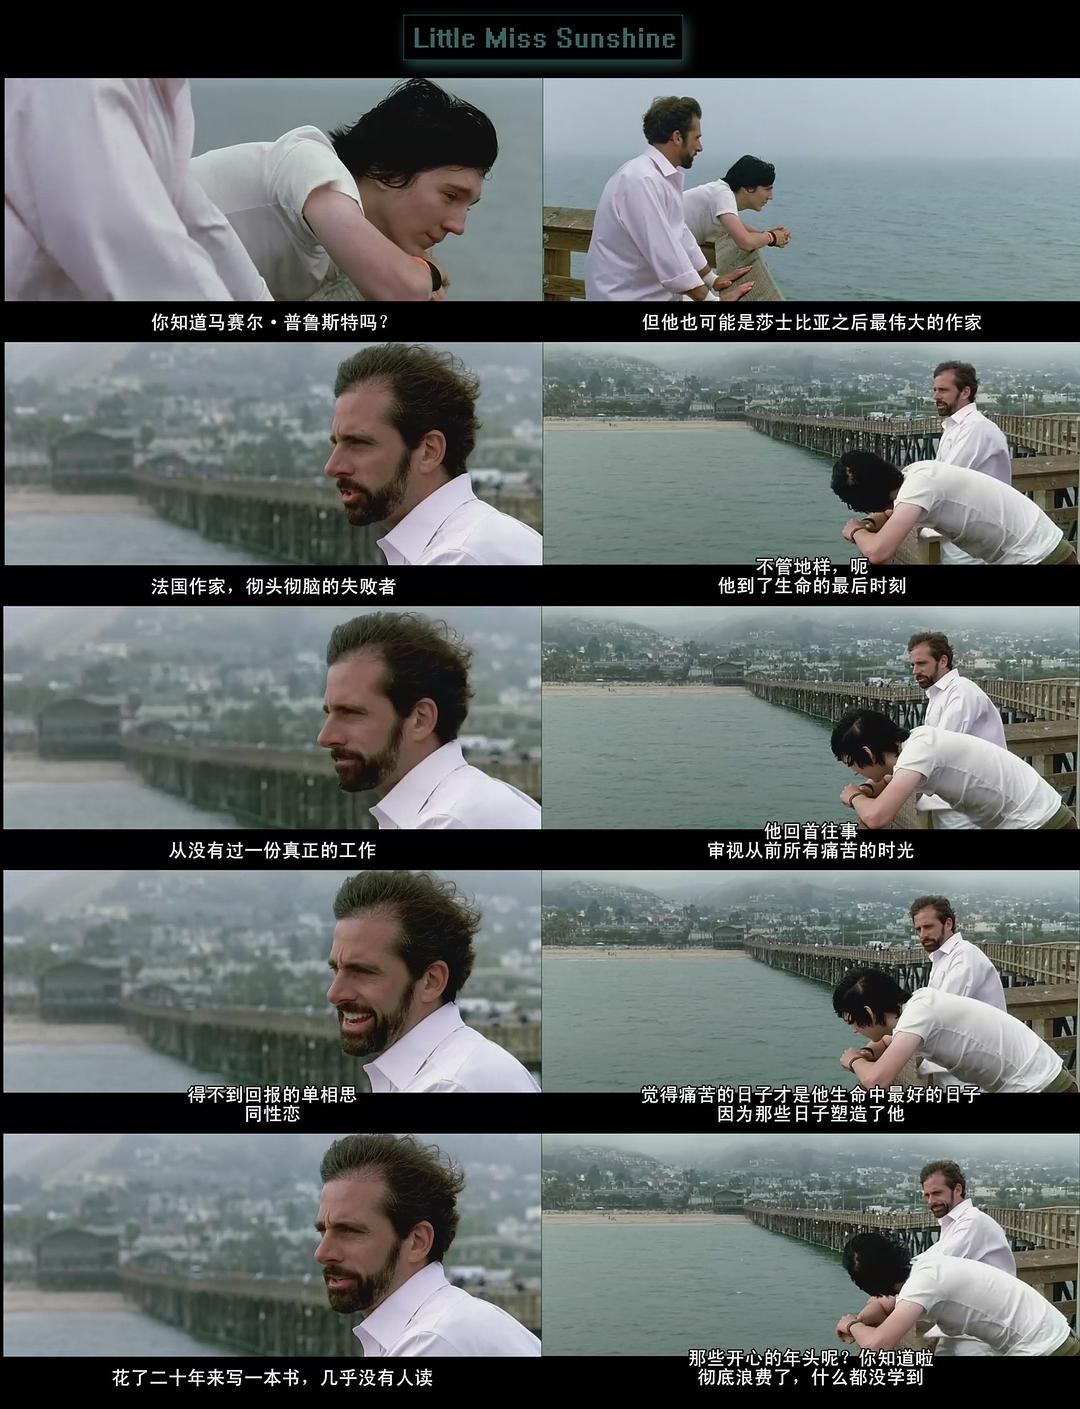 Little Miss Sunshine
你知道马赛尔·普鲁斯特吗？
法国作家，彻头彻脑的失败者
从没有过一份真正的工作
得不到回报的单相思
同性恋
花了二十年来写一本书，几乎没有人读
但他也可能是莎士比亚之后最伟大的作家
不管地样，呃
他到了生命的最后时刻
他回首往事
审视从前所有痛苦的时光
觉得痛苦的日子才是他生命中最好的日子
因为那些日子塑造了他
那些开心的年头呢？你知道啦
彻底浪费了，什么都没学到